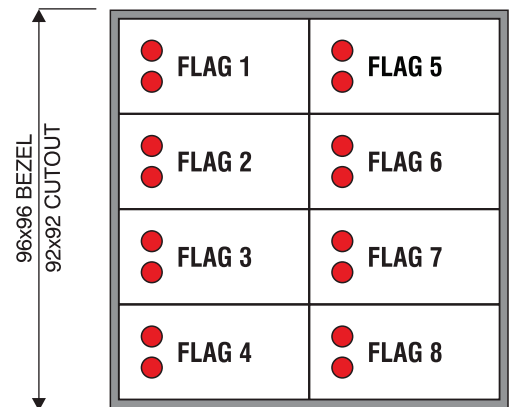 96x96 BEZEL
92x92 CUTOUT
FLAG 1
FLAG 5
FLAG 2
FLAG 6
FLAG 3
FLAG 7
FLAG 4
FLAG 8